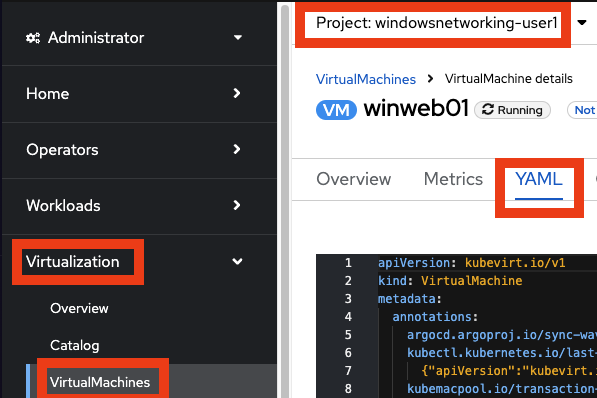 Administrator
Home
Operators
Workloads
Virtualization
Overview
Catalog
VirtualMachines
Project: windowsnetworking-user1
VirtualMachines > VirtualMachine details
VM winweb01 Running Not
Overview Metrics YAML
1 apiVersion: kubevirt.io/v1
2 kind: VirtualMachine
3 metadata:
4 annotations:
5 argocd.argoproj.io/sync-wav
6 kubectl.kubernetes.io/last-
7 {"apiVersion":"kubevirt.i
8 kubemacpool.io/transaction-